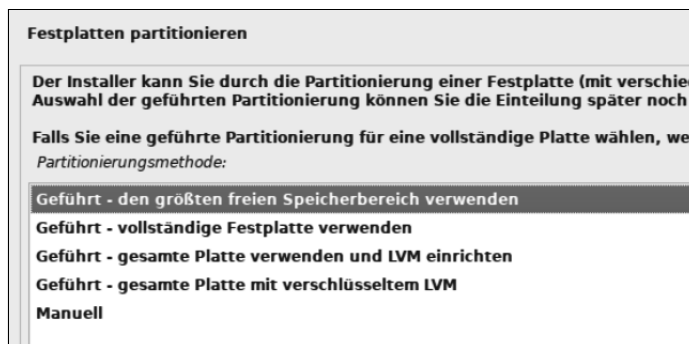 Festplatten partitionieren
Der Installer kann Sie durch die Partitionierung einer Festplatte (mit
Auswahl der geführten Partitionierung können Sie die Einteilung später noch
Falls Sie eine geführte Partitionierung für eine vollständige Platte wählen,
Partitionierungsmethode:
Geführt - den größten freien Speicherbereich verwenden
Geführt - vollständige Festplatte verwenden
Geführt - gesamte Platte verwenden und LVM einrichten
Geführt - gesamte Platte mit verschlüsseltem LVM
Manuell